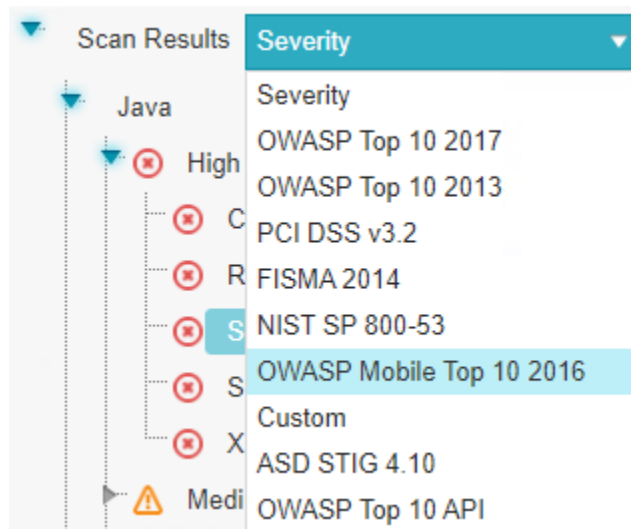 Scan Results Severity
Severity
Java
OWASP Top 10 2017
High
OWASP Top 10 2013
C
PCI DSS v3.2
R
FISMA 2014
S
NIST SP 800-53
S
OWASP Mobile Top 10 2016
X
Custom
ASD STIG 4.10
Medi
OWASP Top 10 API